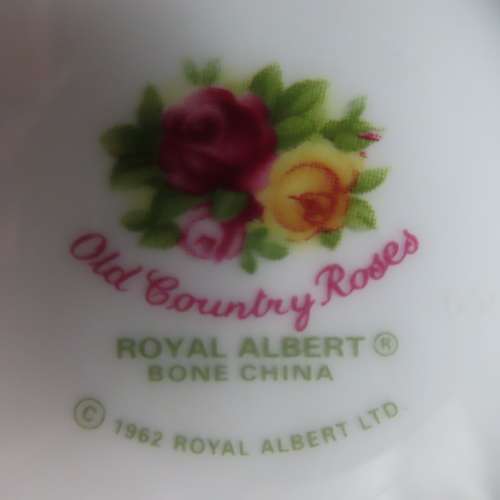 Old Country Roses
ROYAL ALBERT ®
BONE CHINA
© 1962 ROYAL ALBERT LTD